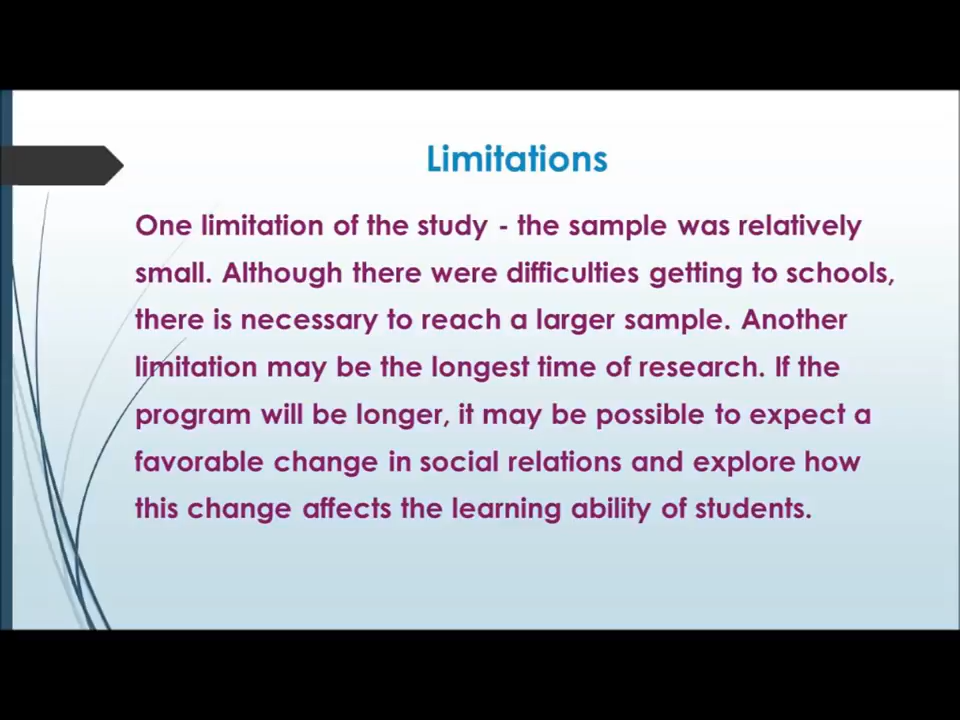 Limitations
One limitation of the study - the sample was relatively
small. Although there were difficulties getting to schools,
there is necessary to reach a larger sample. Another
limitation may be the longest time of research. If the
program will be longer, it may be possible to expect a
favorable change in social relations and explore how
this change affects the learning ability of students.